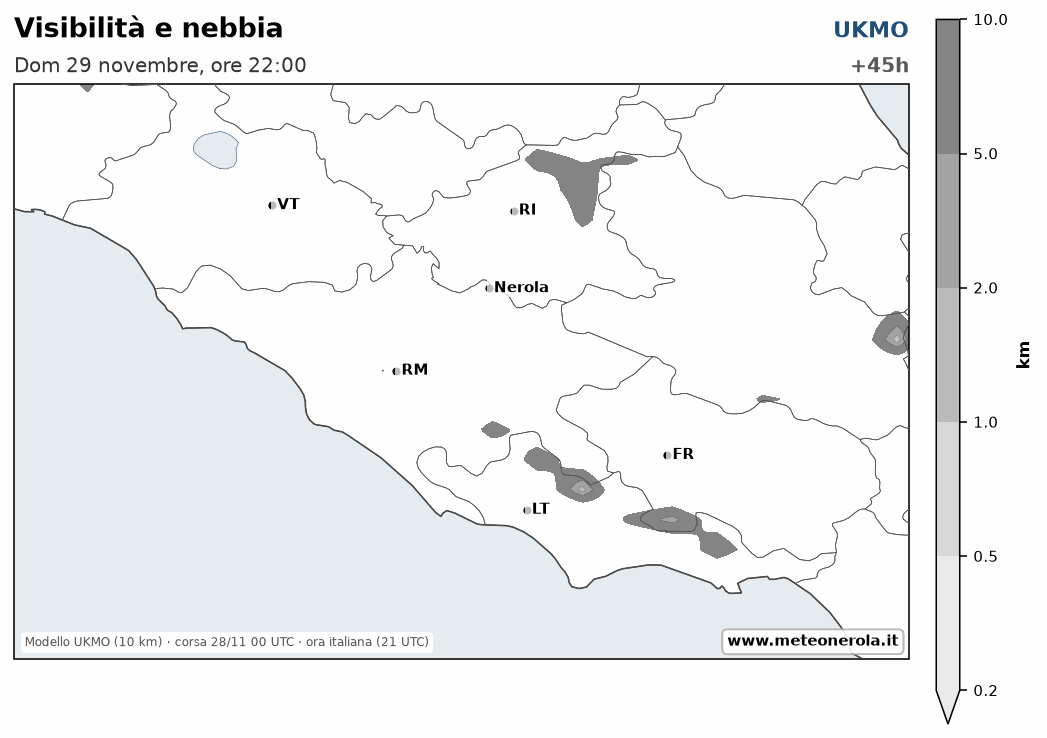 Visibilità e nebbia
UKMO
Dom 29 novembre, ore 22:00
+45h
10.0
5.0
2.0
1.0
0.5
0.2
km
VT
RI
Nerola
RM
FR
LT
Modello UKMO (10 km) · corsa 28/11 00 UTC · ora italiana (21 UTC)
www.meteonerola.it